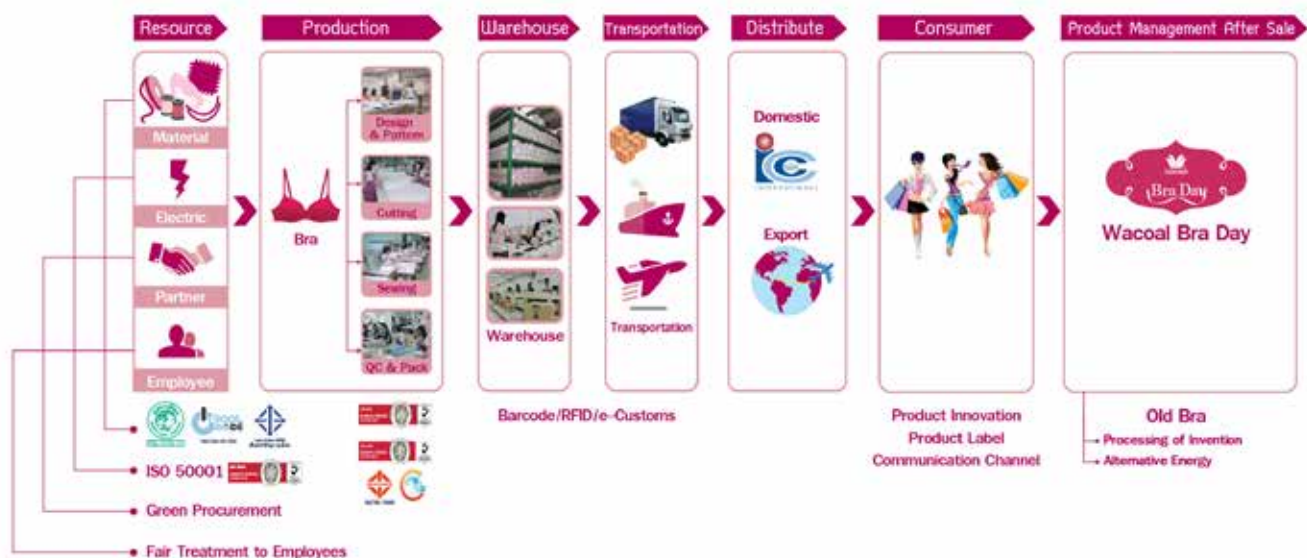 Resource
Production
Warehouse
Transportation
Distribute
Consumer
Product Management After Sale
Material
Electric
Partner
Employee
Bra
Design
& Pattern
Cutting
Sewing
QC & Pack
Warehouse
Transportation
Domestic
ICC
INTERNATIONAL
Export
Bra Day
Wacoal Bra Day
Barcode/RFID/e-Customs
Product Innovation
Product Label
Communication Channel
Old Bra
Processing of Invention
Alternative Energy
ISO 50001
Green Procurement
Fair Treatment to Employees